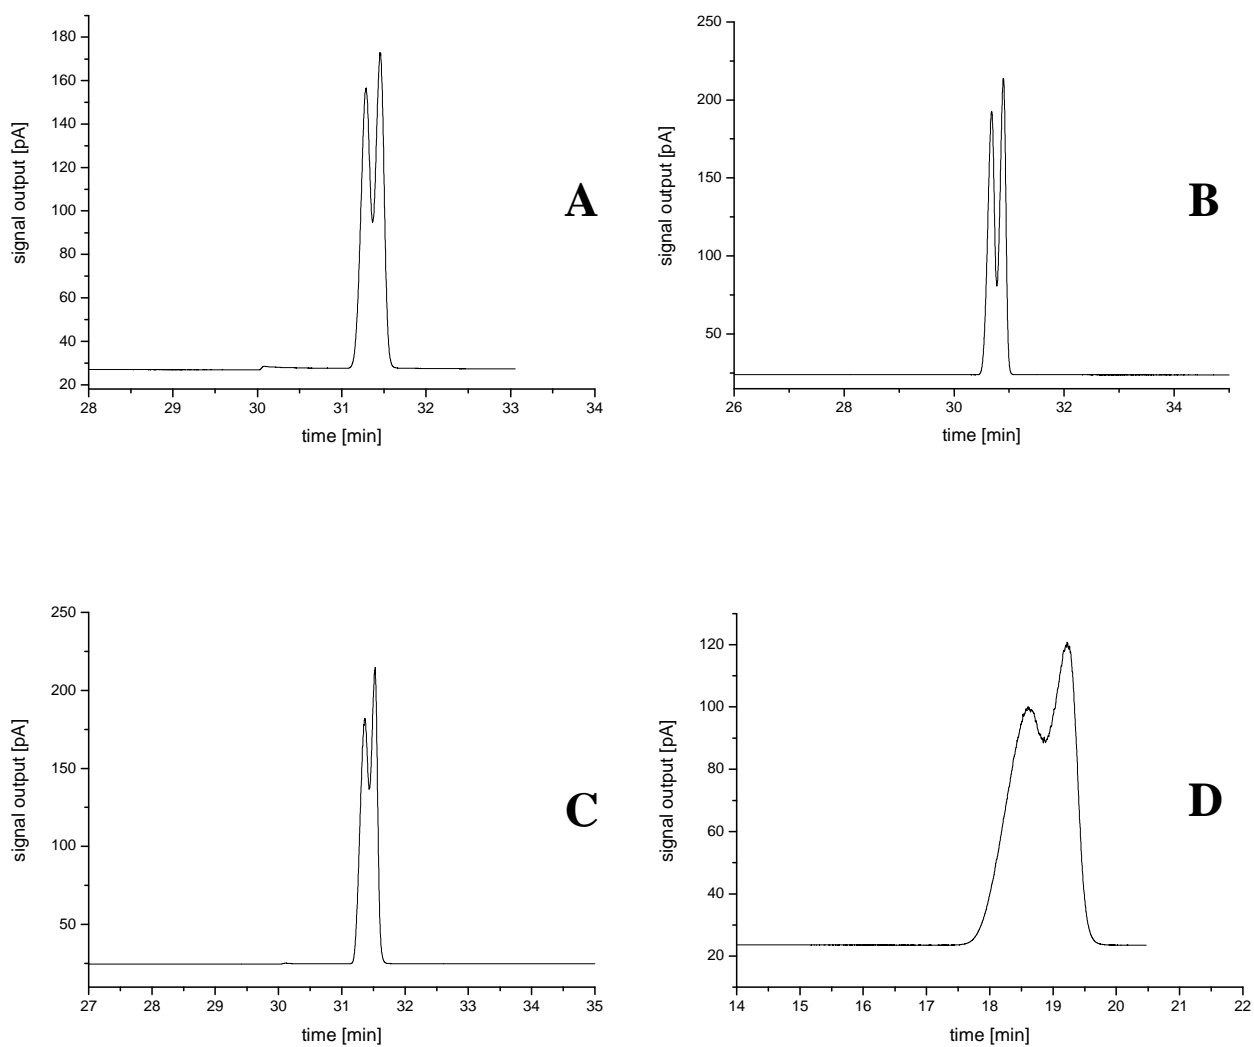 180
160
140
120
100
80
60
40
20
28 29 30 31 32 33 34
signal output [pA]
time [min]
A
250
200
150
100
50
26 28 30 32 34
signal output [pA]
time [min]
B
250
200
150
100
50
27 28 29 30 31 32 33 34 35
signal output [pA]
time [min]
C
120
100
80
60
40
20
14 15 16 17 18 19 20 21 22
signal output [pA]
time [min]
D